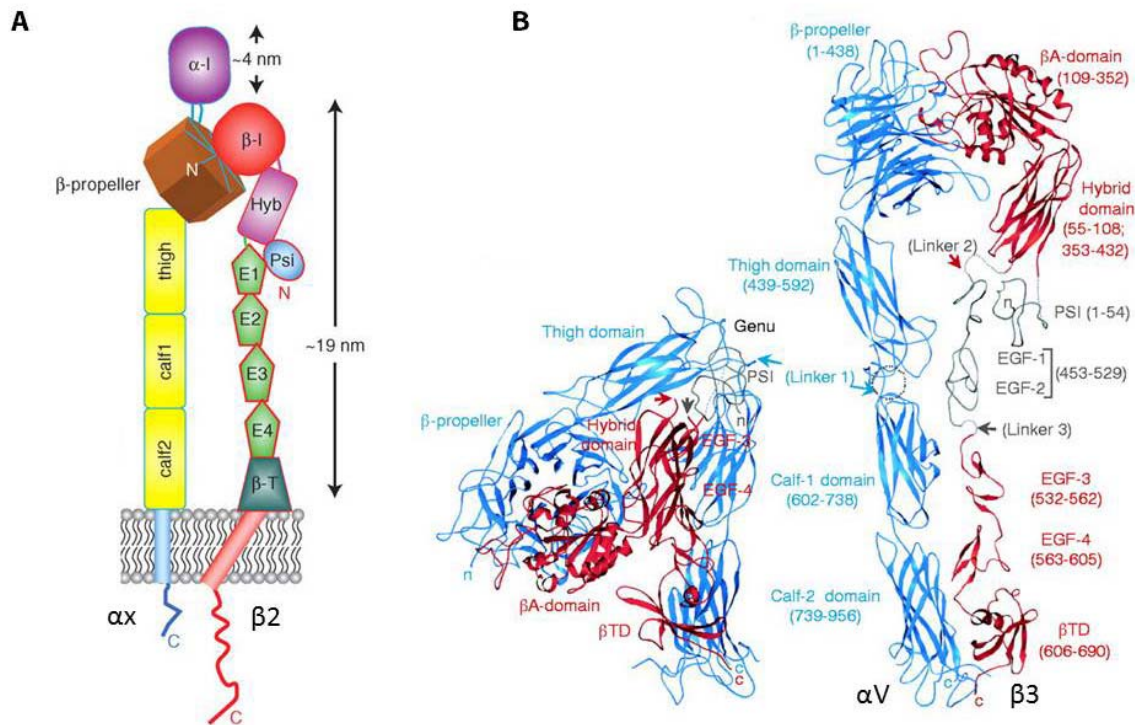 A
α-I
~4 nm
β-I
N
β-propeller
Hyb
Psi
N
thigh
E1
E2
calf1
~19 nm
E3
E4
calf2
β-T
αx
β2
C
C
B
β-propeller
(1-438)
βA-domain
(109-352)
Hybrid
domain
(55-108;
353-432)
(Linker 2)
Thigh domain
(439-592)
n
PSI (1-54)
Thigh domain
Genu
PSI
(Linker 1)
EGF-1
EGF-2
(453-529)
n
β-propeller
Hybrid
domain
EGF-3
(Linker 3)
EGF-4
Calf-1 domain
(602-738)
EGF-3
(532-562)
EGF-4
(563-605)
n
βA-domain
Calf-2 domain
(739-956)
βTD
βTD
(606-690)
c
c
αV
c
c
β3